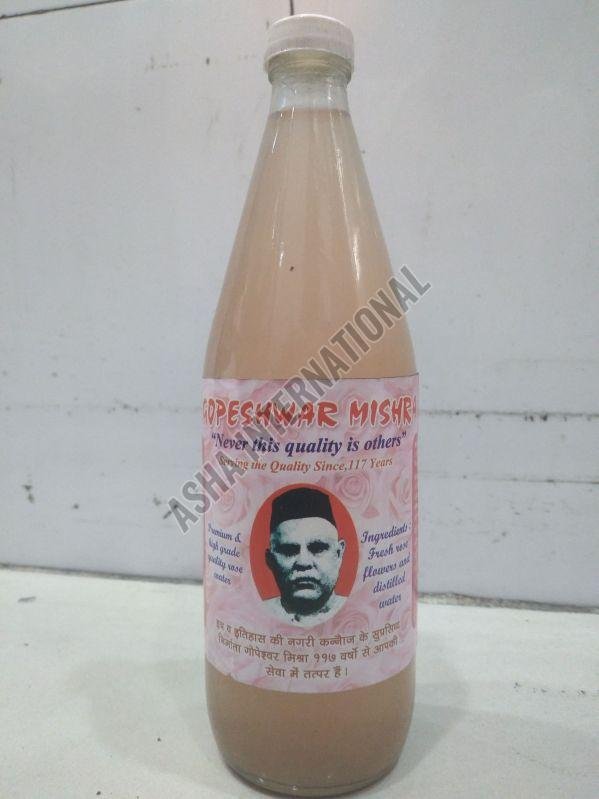 GOPESHWAR MISHRA
"Never this quality is others"
Serving the Quality Since,117 Years
Premium &
high grade
quality rose
water
Ingredients :
Fresh rose
flowers and
distilled
water
इत्र व इतिहास की नगरी कन्नौज के सुप्रसिध्द
निर्माता गोपेश्वर मिश्रा ११७ वर्षो से आपकी
सेवा में तत्पर हैं।
ASHA INTERNATIONAL